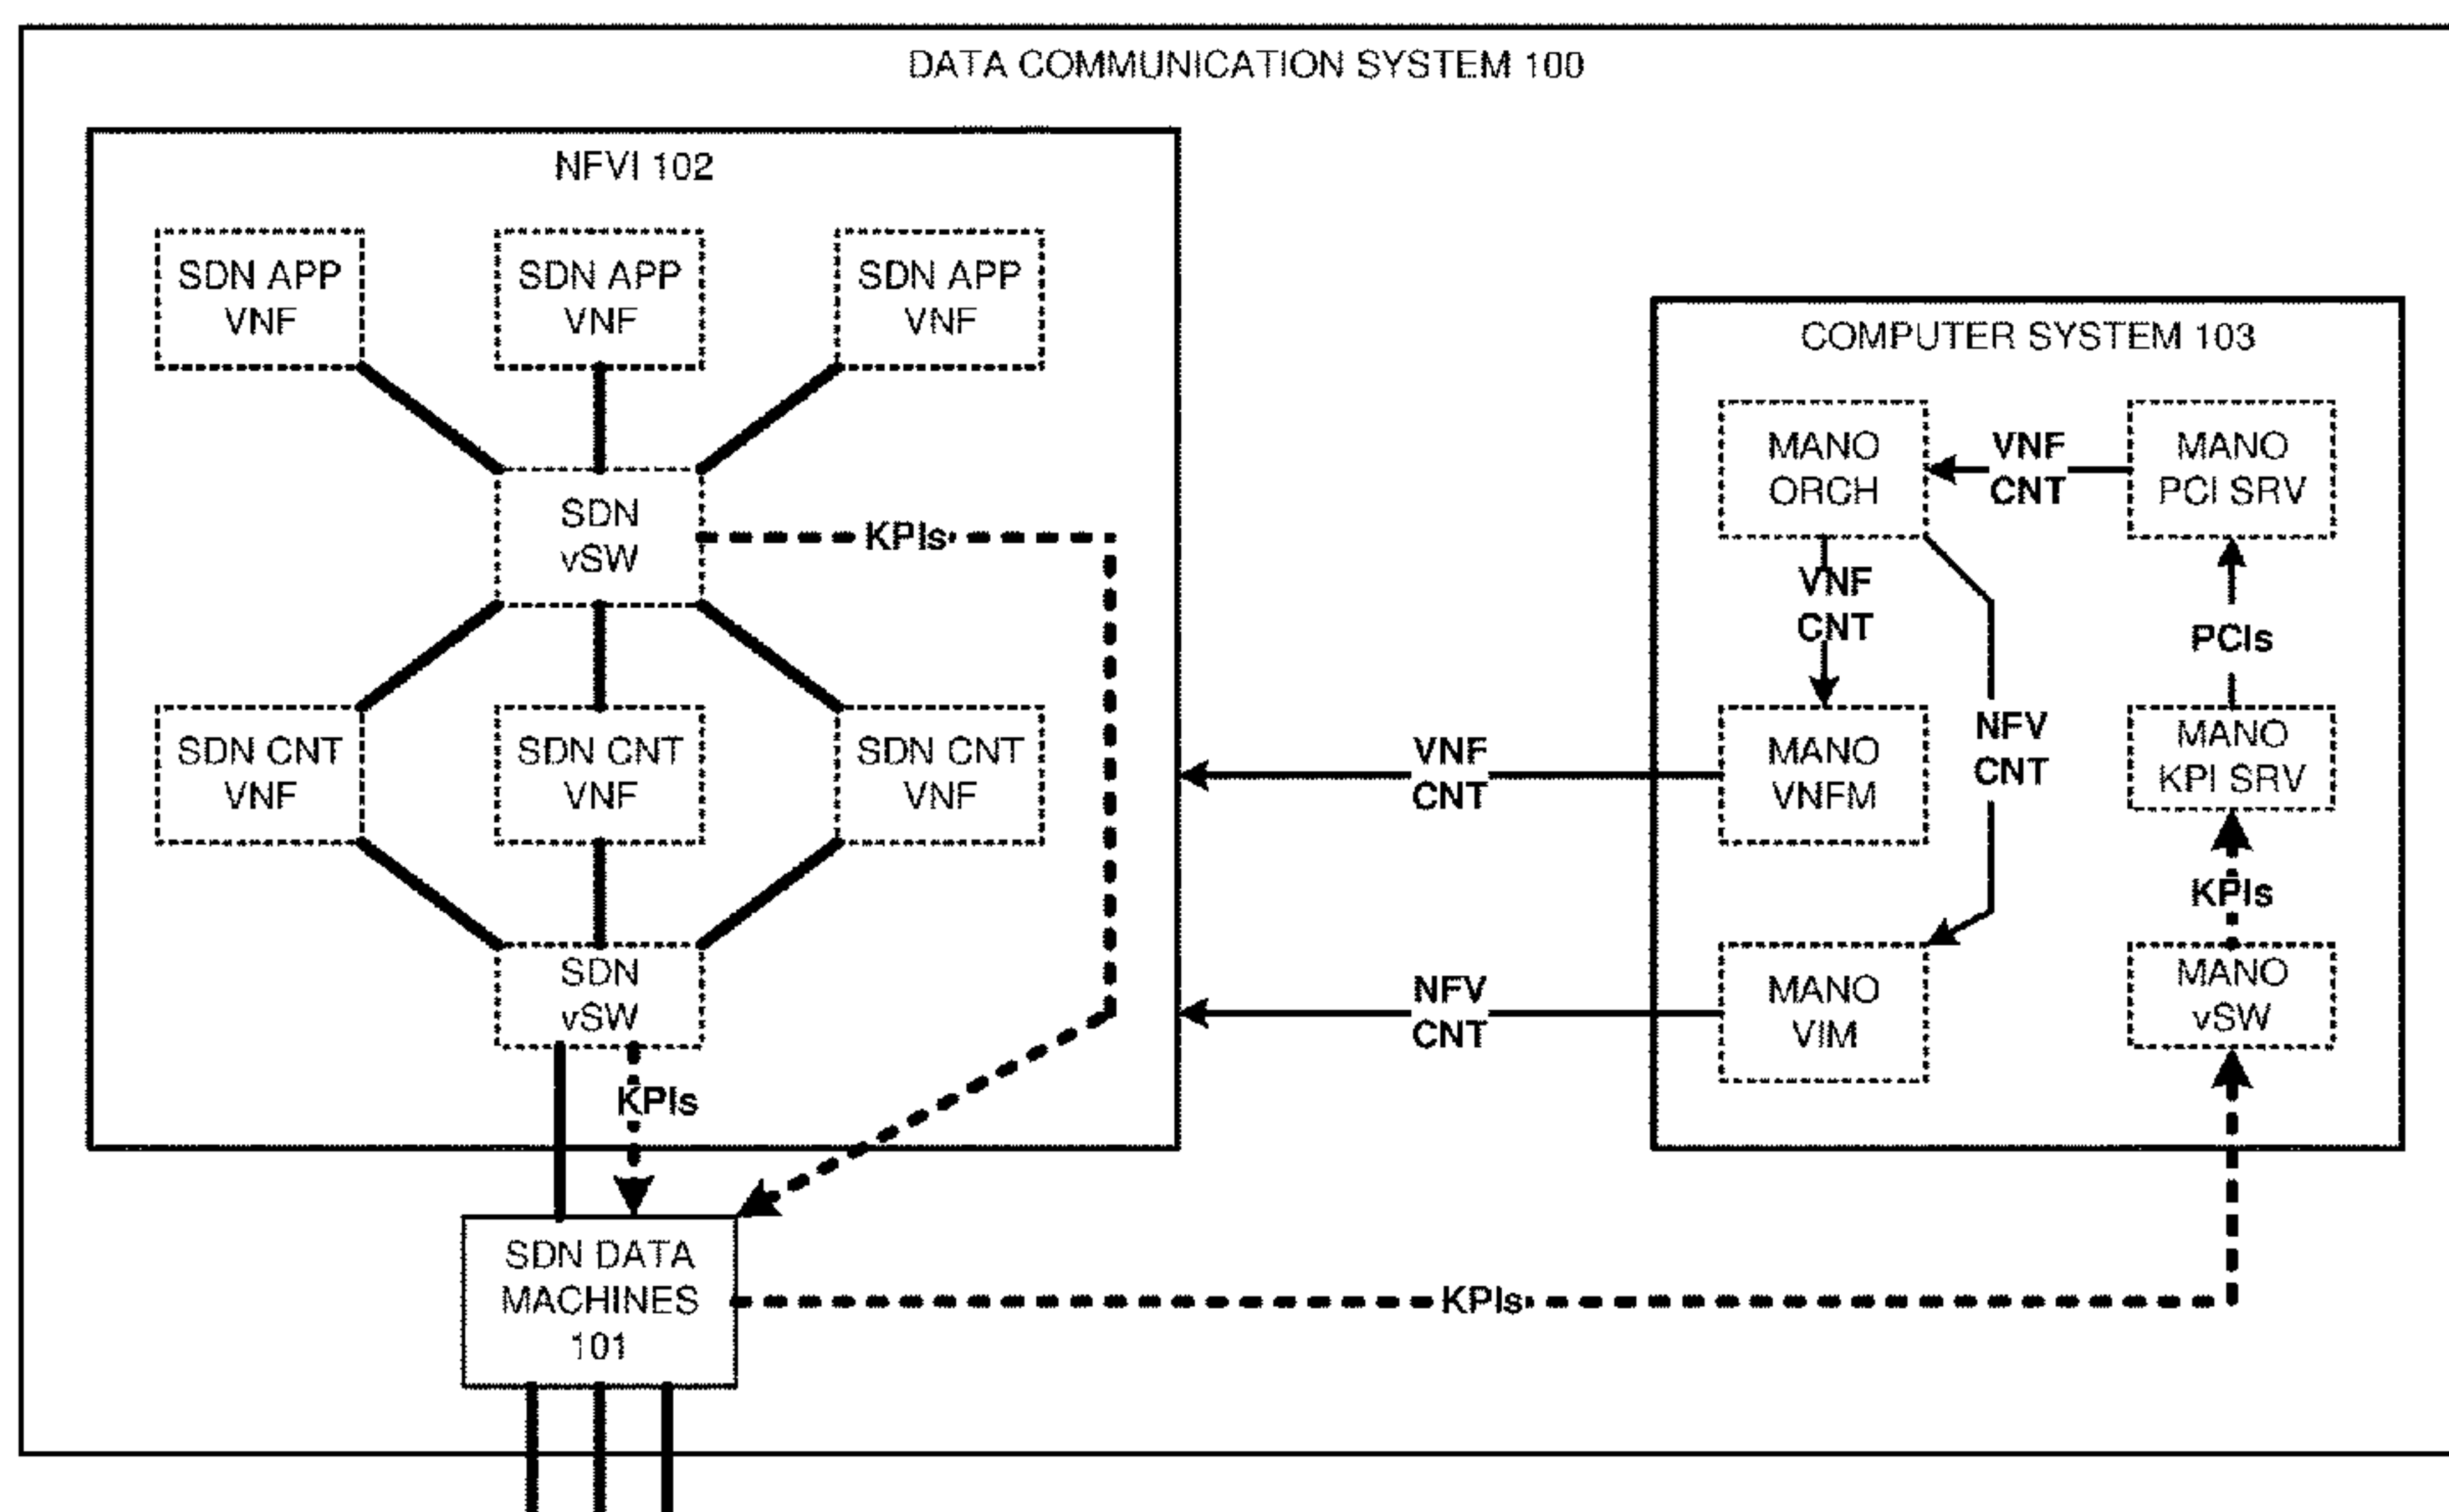 DATA COMMUNICATION SYSTEM 100
NFVI 102
SDN APP
VNF
SDN APP
VNF
SDN APP
VNF
SDN
vSW
KPIs
SDN CNT
VNF
SDN CNT
VNF
SDN CNT
VNF
SDN
vSW
KPIs
SDN DATA
MACHINES
101
KPIs
VNF
CNT
NFV
CNT
COMPUTER SYSTEM 103
MANO
ORCH
VNF
CNT
MANO
PCI SRV
VNF
CNT
PCIs
MANO
VNFM
NFV
CNT
MANO
KPI SRV
KPIs
MANO
VIM
MANO
vSW